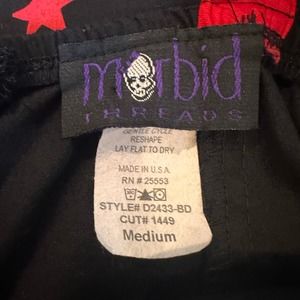 morbid
THREADS
GENTLE CYCLE
RESHAPE
LAY FLAT TO DRY
MADE IN U.S.A.
RN # 25553
STYLE# D2433-BD
CUT# 1449
Medium